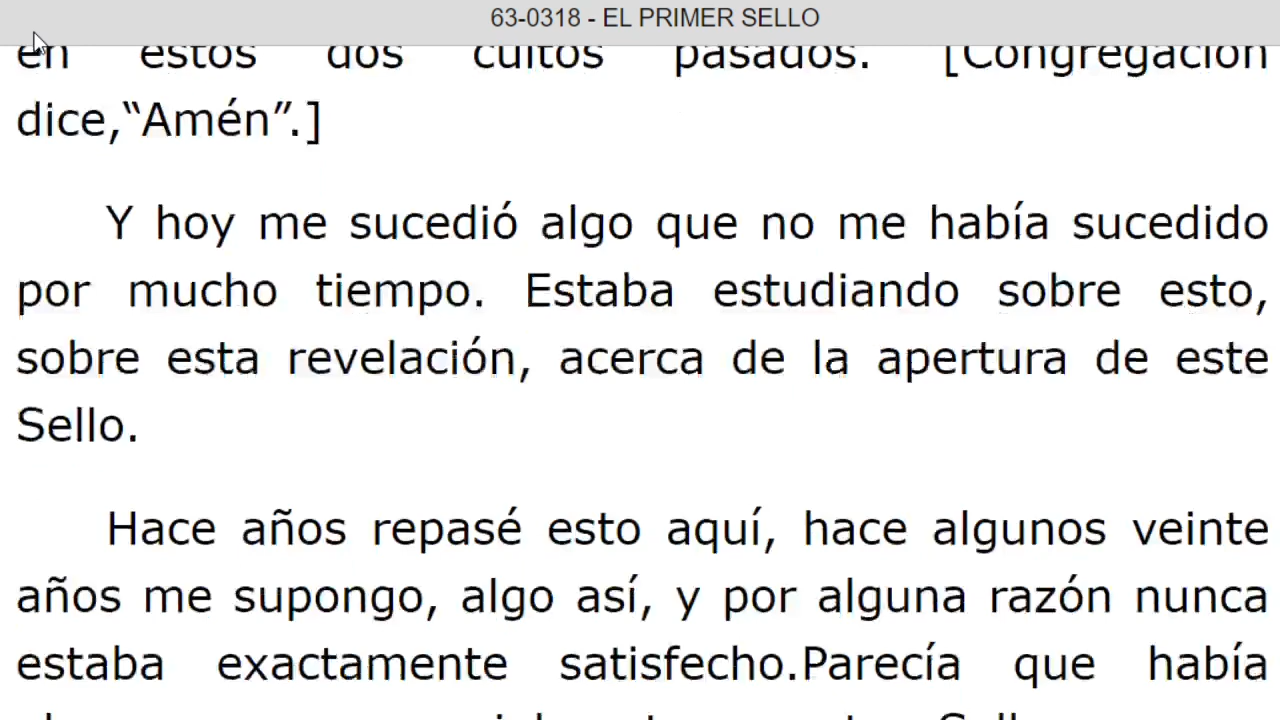 63-0318 - EL PRIMER SELLO
en estos dos cultos pasados. [Congregación
dice,“Amén”.]
Y hoy me sucedió algo que no me había sucedido
por mucho tiempo. Estaba estudiando sobre esto,
sobre esta revelación, acerca de la apertura de este
Sello.
Hace años repasé esto aquí, hace algunos veinte
años me supongo, algo así, y por alguna razón nunca
estaba exactamente satisfecho.Parecía que había